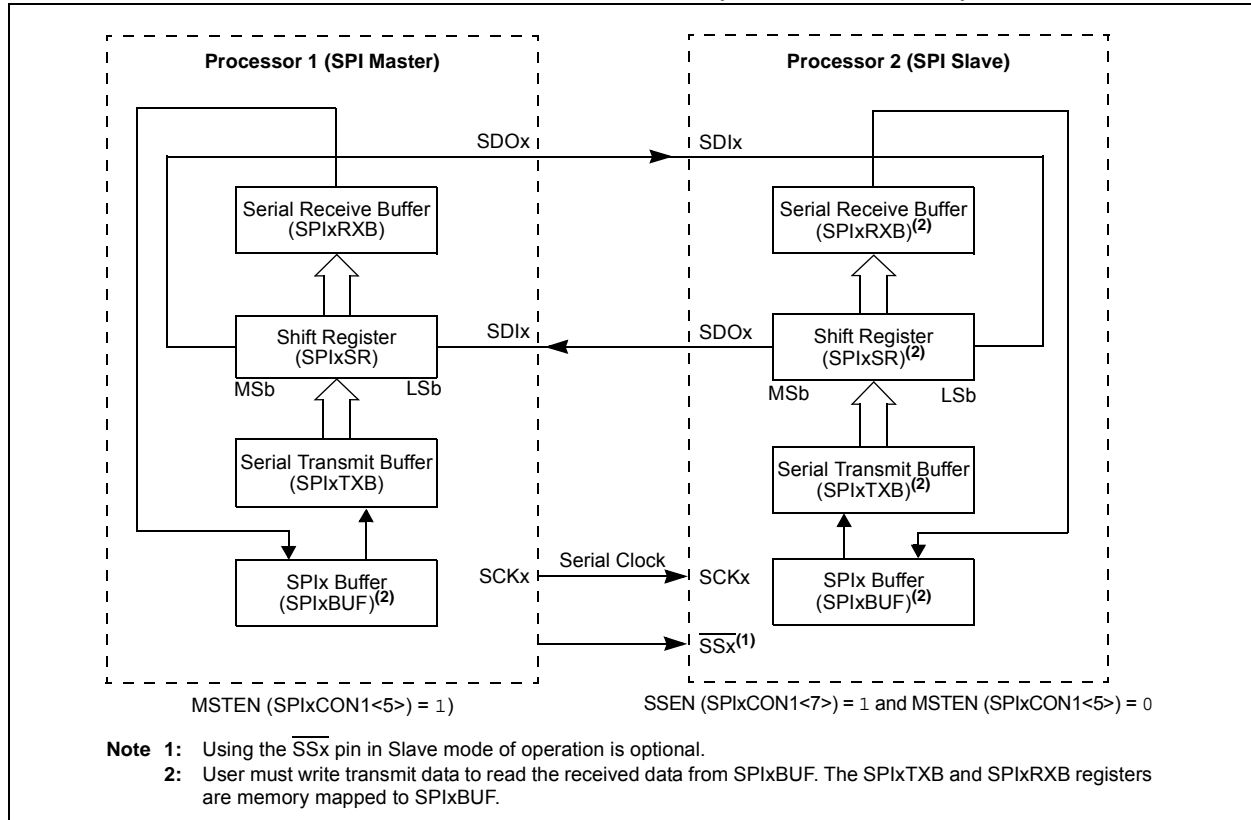 Processor 1 (SPI Master)
Processor 2 (SPI Slave)
SDOx
SDIx
Serial Receive Buffer
(SPIxRXB)
Serial Receive Buffer
(SPIxRXB)(2)
Shift Register
(SPIxSR)
SDIx
SDOx
Shift Register
(SPIxSR)(2)
MSb
LSb
MSb
LSb
Serial Transmit Buffer
(SPIxTXB)
Serial Transmit Buffer
(SPIxTXB)(2)
SPIx Buffer
(SPIxBUF)(2)
SCKx
Serial Clock
SCKx
SPIx Buffer
(SPIxBUF)(2)
SSx(1)
MSTEN (SPIxCON1<5>) = 1)
SSEN (SPIxCON1<7>) = 1 and MSTEN (SPIxCON1<5>) = 0
Note 1: Using the SSx pin in Slave mode of operation is optional.
2: User must write transmit data to read the received data from SPIxBUF. The SPIxTXB and SPIxRXB registers
are memory mapped to SPIxBUF.